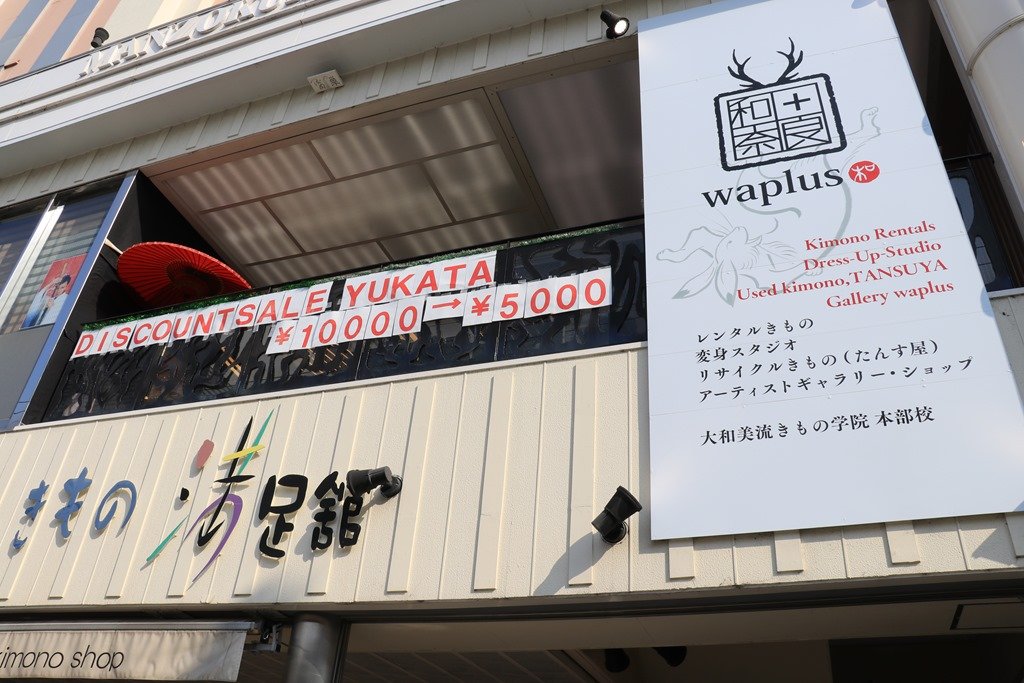 DISCOUNTSALE YUKATA
¥10000→¥5000
和+
奈良
waplus 和
Kimono Rentals
Dress-Up-Studio
Used kimono,TANSUYA
Gallery waplus
レンタルきもの
変身スタジオ
リサイクルきもの(たんす屋)
アーティストギャラリー・ショップ
大和美流きもの学院 本部校
きもの 満足館
kimono shop